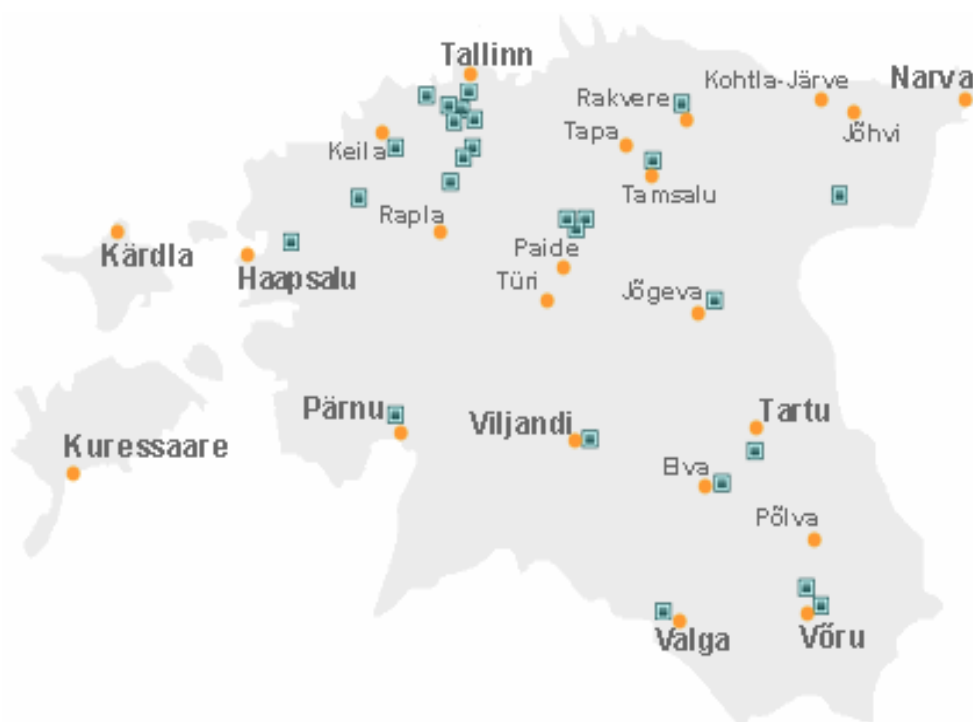 Tallinn
Kohtla-Järve
Narva
Rakvere
Jõhvi
Tapa
Keila
Tamsalu
Rapla
Kärdla
Paide
Haapsalu
Türi
Jõgeva
Pärnu
Viljandi
Tartu
Kuressaare
Elva
Põlva
Valga
Võru